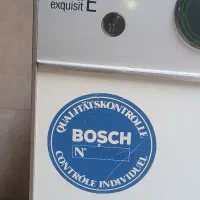 exquisit E
QUALITÄTSKONTROLLE
BOSCH
N°
CONTRÔLE INDIVIDUEL